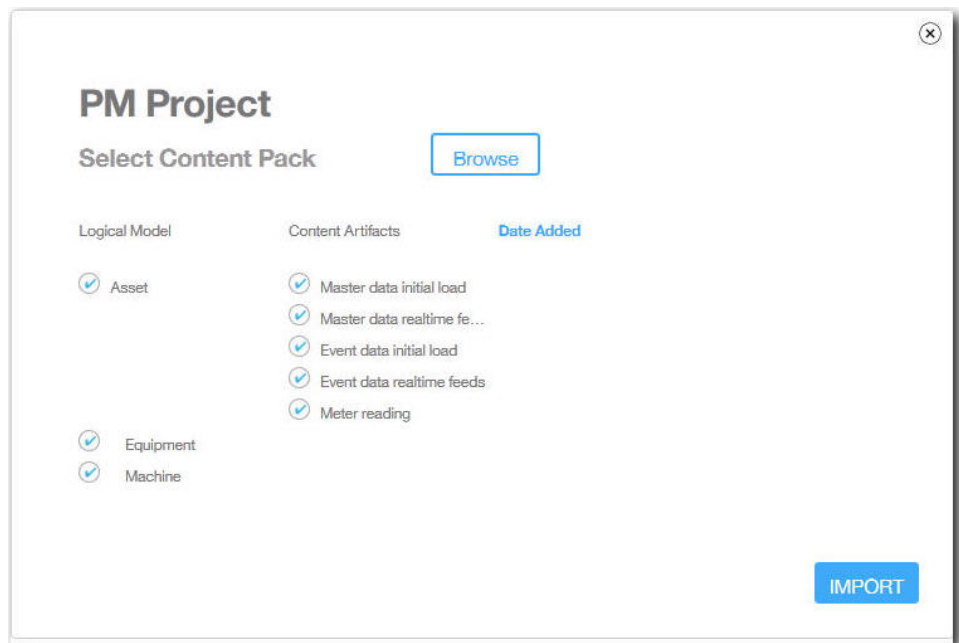 PM Project
Select Content Pack
Browse
Logical Model
Content Artifacts
Date Added
Asset
Master data initial load
Master data realtime fe...
Event data initial load
Event data realtime feeds
Meter reading
Equipment
Machine
IMPORT